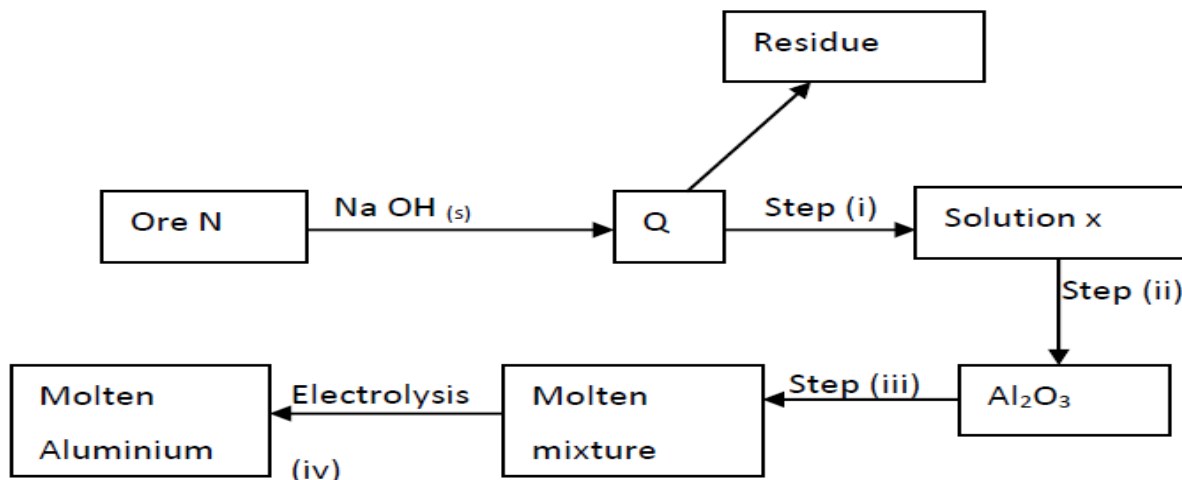 Residue
Ore N
Na OH (s)
Q
Step (i)
Solution x
Step (ii)
Al₂O₃
Step (iii)
Molten
mixture
Electrolysis
(iv)
Molten
Aluminium